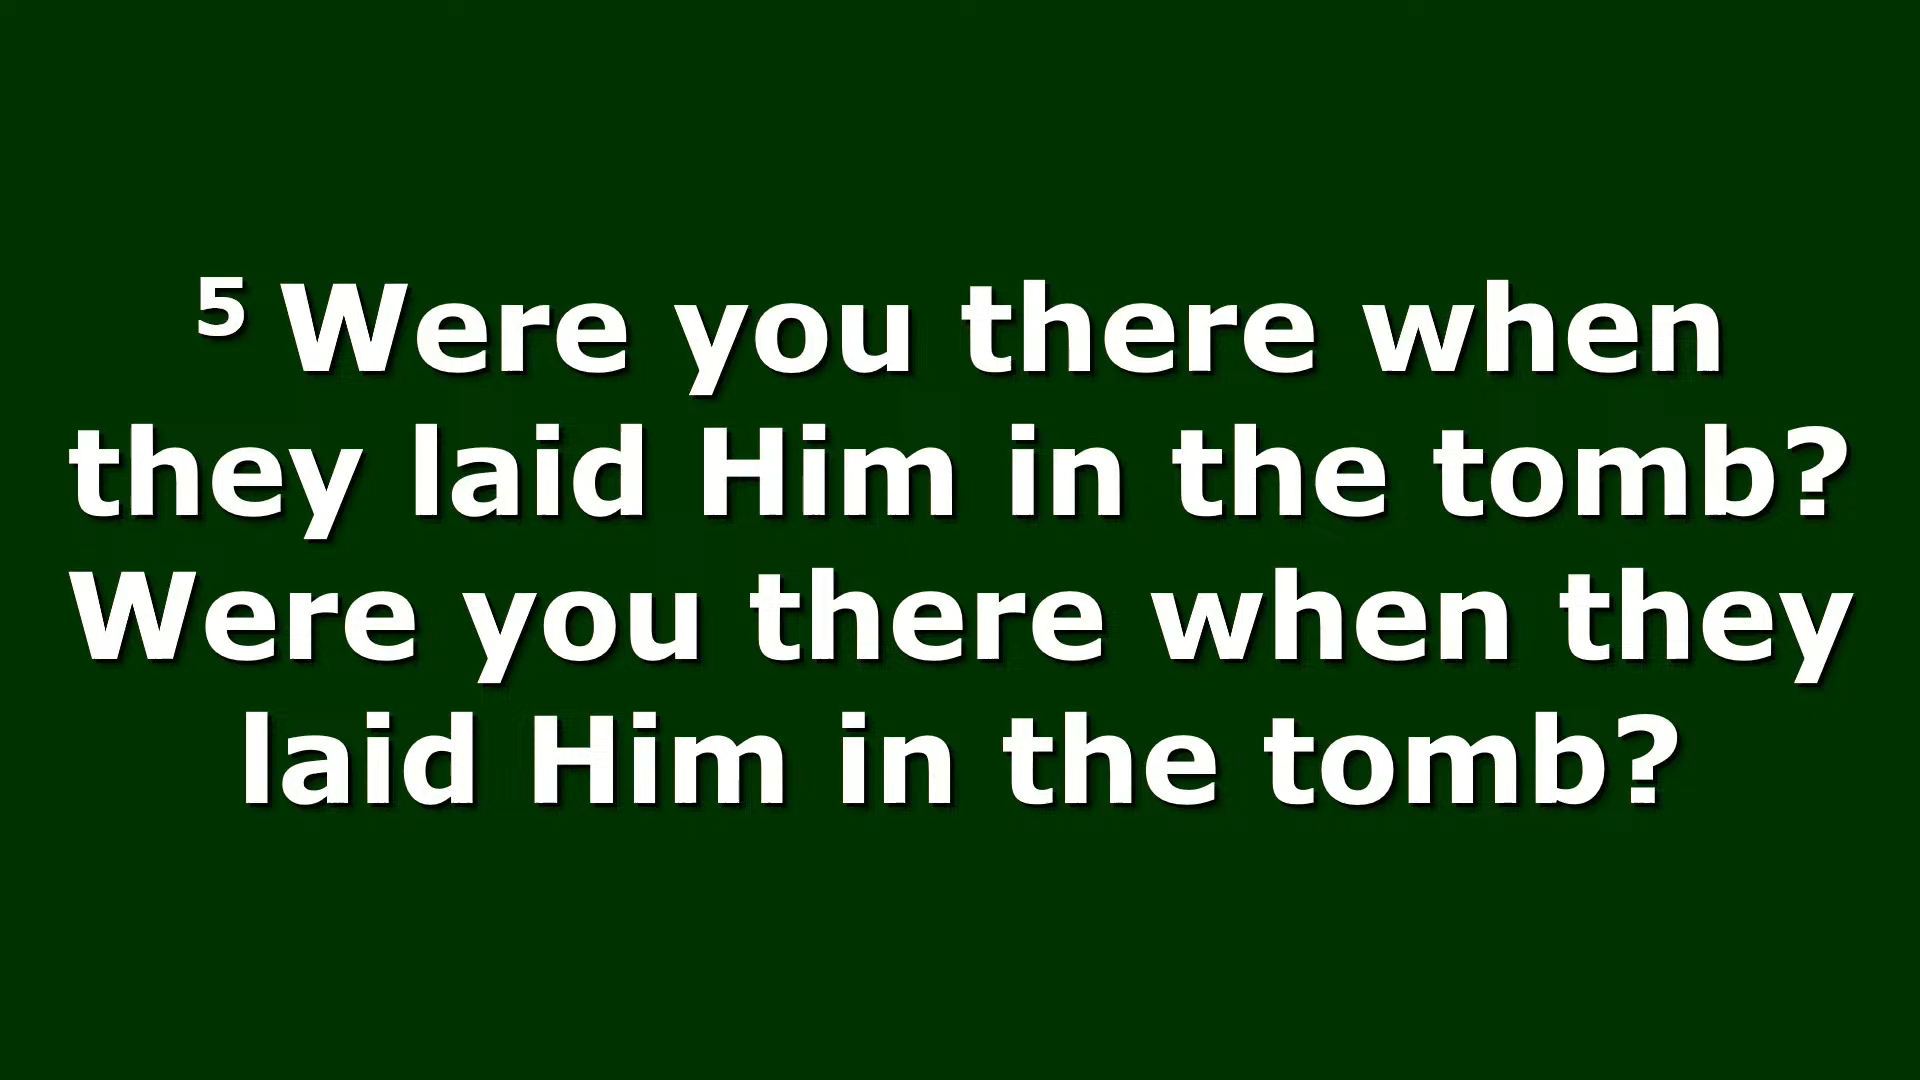 5 Were you there when
they laid Him in the tomb?
Were you there when they
laid Him in the tomb?